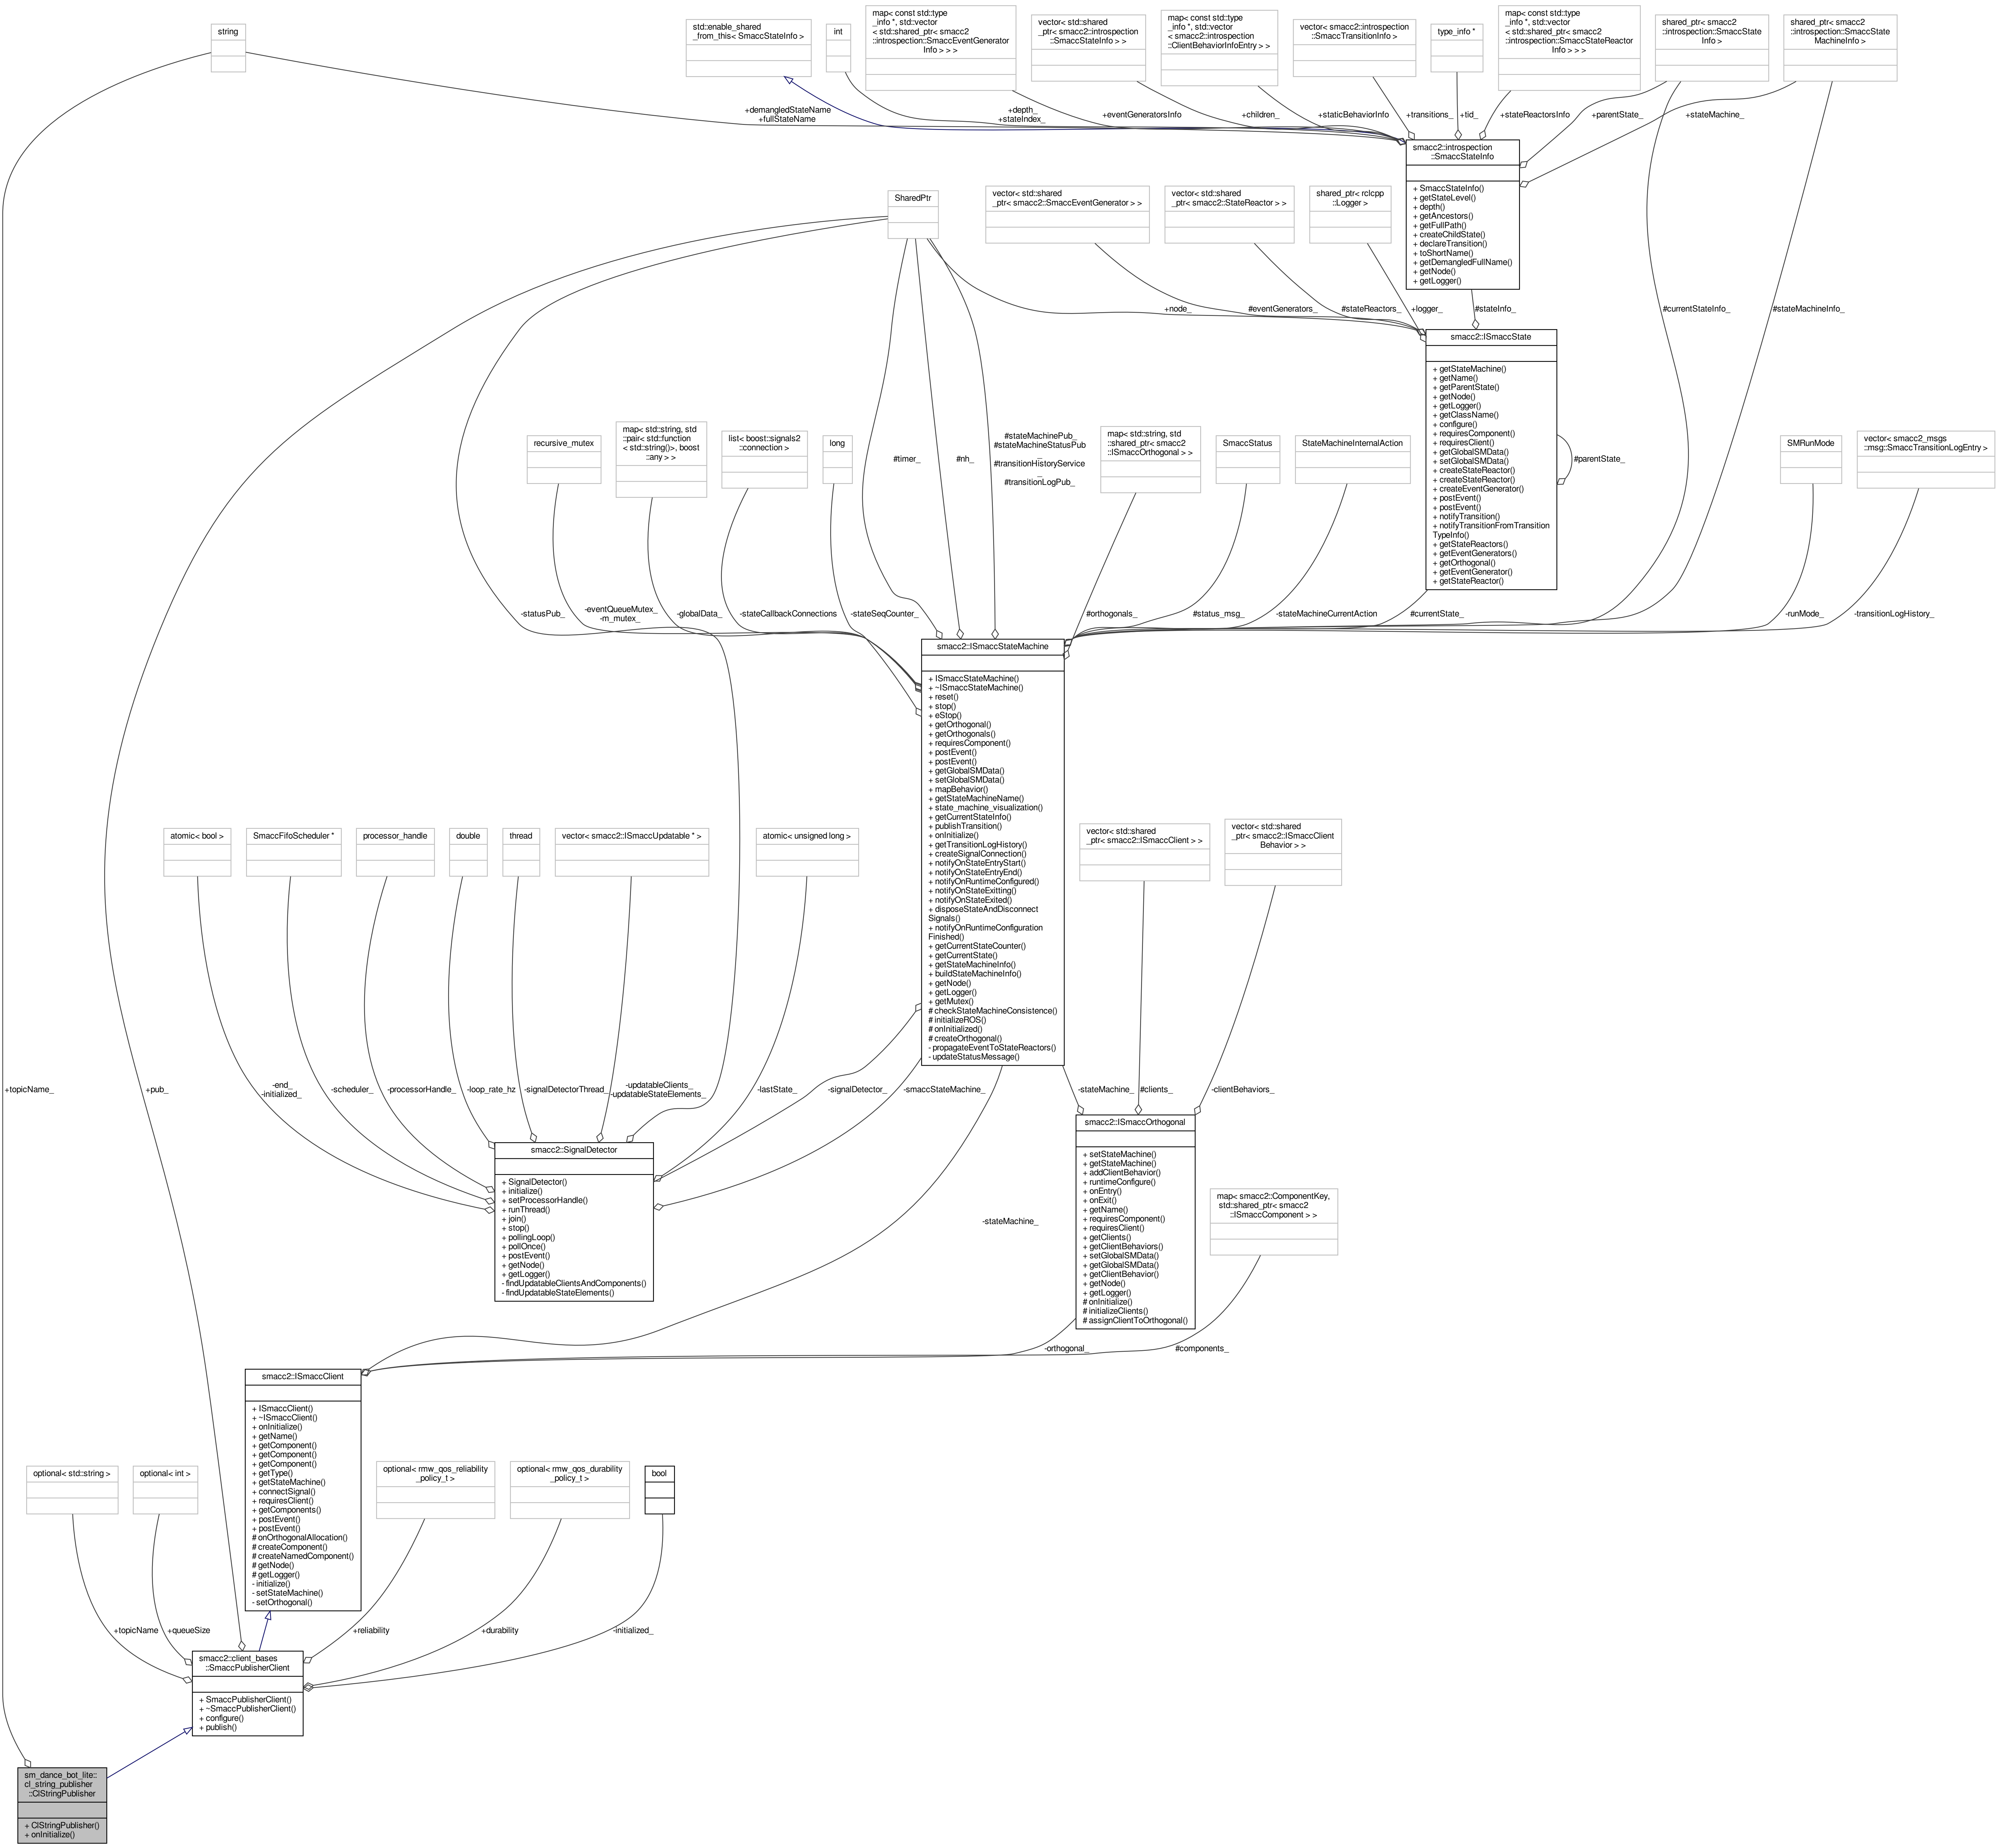 string
std::enable_shared
_from_this< SmaccStateInfo >
int
map< const std::type
_info *, std::vector
< std::shared_ptr< smacc2
::introspection::SmaccEventGenerator
Info > > >
vector< std::shared
_ptr< smacc2::introspection
::SmaccStateInfo > >
map< const std::type
_info *, std::vector
< smacc2::introspection
::ClientBehaviorInfoEntry > >
vector< smacc2::introspection
::SmaccTransitionInfo >
type_info *
map< const std::type
_info *, std::vector
< std::shared_ptr< smacc2
::introspection::SmaccStateReactor
Info > > >
shared_ptr< smacc2
::introspection::SmaccState
Info >
shared_ptr< smacc2
::introspection::SmaccState
MachineInfo >
+demangledStateName
+fullStateName
+depth_
+stateIndex_
+eventGeneratorsInfo
+children_
+staticBehaviorInfo
+transitions_
+tid_
+stateReactorsInfo
+parentState_
+stateMachine_
smacc2::introspection
::SmaccStateInfo
+ SmaccStateInfo()
+ getStateLevel()
+ depth()
+ getAncestors()
+ getFullPath()
+ createChildState()
+ declareTransition()
+ toShortName()
+ getDemangledFullName()
+ getNode()
+ getLogger()
SharedPtr
vector< std::shared
_ptr< smacc2::SmaccEventGenerator > >
vector< std::shared
_ptr< smacc2::StateReactor > >
shared_ptr< rclcpp
::Logger >
+node_
#eventGenerators_
#stateReactors_
+logger_
#stateInfo_
#currentStateInfo_
#stateMachineInfo_
smacc2::ISmaccState
+ getStateMachine()
+ getName()
+ getParentState()
+ getNode()
+ getLogger()
+ getClassName()
+ configure()
+ requiresComponent()
+ requiresClient()
+ getGlobalSMData()
+ setGlobalSMData()
+ createStateReactor()
+ createStateReactor()
+ createEventGenerator()
+ postEvent()
+ postEvent()
+ notifyTransition()
+ notifyTransitionFromTransition
TypeInfo()
+ getStateReactors()
+ getEventGenerators()
+ getOrthogonal()
+ getEventGenerator()
+ getStateReactor()
#parentState_
recursive_mutex
map< std::string, std
::pair< std::function
< std::string()>, boost
::any > >
list< boost::signals2
::connection >
long
#timer_
#nh_
#stateMachinePub_
#stateMachineStatusPub
_
#transitionHistoryService
_
#transitionLogPub_
map< std::string, std
::shared_ptr< smacc2
::ISmaccOrthogonal > >
SmaccStatus
StateMachineInternalAction
SMRunMode
vector< smacc2_msgs
::msg::SmaccTransitionLogEntry >
-statusPub_
-eventQueueMutex_
-m_mutex_
-globalData_
-stateCallbackConnections
-stateSeqCounter_
#orthogonals_
#status_msg_
-stateMachineCurrentAction
#currentState_
-runMode_
-transitionLogHistory_
smacc2::ISmaccStateMachine
+ ISmaccStateMachine()
+ ~ISmaccStateMachine()
+ reset()
+ stop()
+ eStop()
+ getOrthogonal()
+ getOrthogonals()
+ requiresComponent()
+ postEvent()
+ postEvent()
+ getGlobalSMData()
+ setGlobalSMData()
+ mapBehavior()
+ getStateMachineName()
+ state_machine_visualization()
+ getCurrentStateInfo()
+ publishTransition()
+ onInitialize()
+ getTransitionLogHistory()
+ createSignalConnection()
+ notifyOnStateEntryStart()
+ notifyOnStateEntryEnd()
+ notifyOnRuntimeConfigured()
+ notifyOnStateExitting()
+ notifyOnStateExited()
+ disposeStateAndDisconnect
Signals()
+ notifyOnRuntimeConfiguration
Finished()
+ getCurrentStateCounter()
+ getCurrentState()
+ getStateMachineInfo()
+ buildStateMachineInfo()
+ getNode()
+ getLogger()
+ getMutex()
# checkStateMachineConsistence()
# initializeROS()
# onInitialized()
# createOrthogonal()
- propagateEventToStateReactors()
- updateStatusMessage()
atomic< bool >
SmaccFifoScheduler *
processor_handle
double
thread
vector< smacc2::ISmaccUpdatable * >
atomic< unsigned long >
vector< std::shared
_ptr< smacc2::ISmaccClient > >
vector< std::shared
_ptr< smacc2::ISmaccClient
Behavior > >
+topicName_
+pub_
-end_
-initialized_
-scheduler_
-processorHandle_
-loop_rate_hz
-signalDetectorThread_
-updatableClients_
-updatableStateElements_
-lastState_
-signalDetector_
-smaccStateMachine_
-stateMachine_
#clients_
-clientBehaviors_
smacc2::SignalDetector
+ SignalDetector()
+ initialize()
+ setProcessorHandle()
+ runThread()
+ join()
+ stop()
+ pollingLoop()
+ pollOnce()
+ postEvent()
+ getNode()
+ getLogger()
- findUpdatableClientsAndComponents()
- findUpdatableStateElements()
smacc2::ISmaccOrthogonal
+ setStateMachine()
+ getStateMachine()
+ addClientBehavior()
+ runtimeConfigure()
+ onEntry()
+ onExit()
+ getName()
+ requiresComponent()
+ requiresClient()
+ getClients()
+ getClientBehaviors()
+ setGlobalSMData()
+ getGlobalSMData()
+ getClientBehavior()
+ getNode()
+ getLogger()
# onInitialize()
# initializeClients()
# assignClientToOrthogonal()
map< smacc2::ComponentKey,
std::shared_ptr< smacc2
::ISmaccComponent > >
-stateMachine_
-orthogonal_
#components_
smacc2::ISmaccClient
+ ISmaccClient()
+ ~ISmaccClient()
+ onInitialize()
+ getName()
+ getComponent()
+ getComponent()
+ getComponent()
+ getType()
+ getStateMachine()
+ connectSignal()
+ requiresClient()
+ getComponents()
+ postEvent()
+ postEvent()
# onOrthogonalAllocation()
# createComponent()
# createNamedComponent()
# getNode()
# getLogger()
- initialize()
- setStateMachine()
- setOrthogonal()
optional< std::string >
optional< int >
optional< rmw_qos_reliability
_policy_t >
optional< rmw_qos_durability
_policy_t >
bool
+topicName
+queueSize
+reliability
+durability
-initialized_
smacc2::client_bases
::SmaccPublisherClient
+ SmaccPublisherClient()
+ ~SmaccPublisherClient()
+ configure()
+ publish()
sm_dance_bot_lite::
cl_string_publisher
::ClStringPublisher
+ ClStringPublisher()
+ onInitialize()